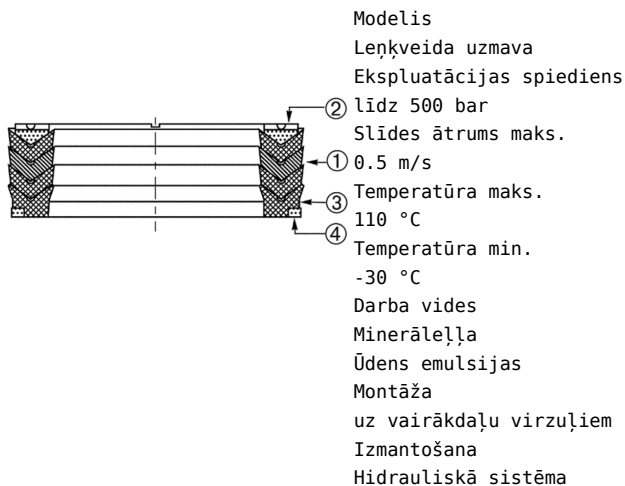 Modelis
Leņķveida uzmava
Ekspluatācijas spiediens
② līdz 500 bar
Slīdes ātrums maks.
① 0.5 m/s
③ Temperatūra maks.
110 °C
④ Temperatūra min.
-30 °C
Darba vides
Minerāleļļa
Ūdens emulsijas
Montāža
uz vairākdaļu virzuļiem
Izmantošana
Hidrauliskā sistēma